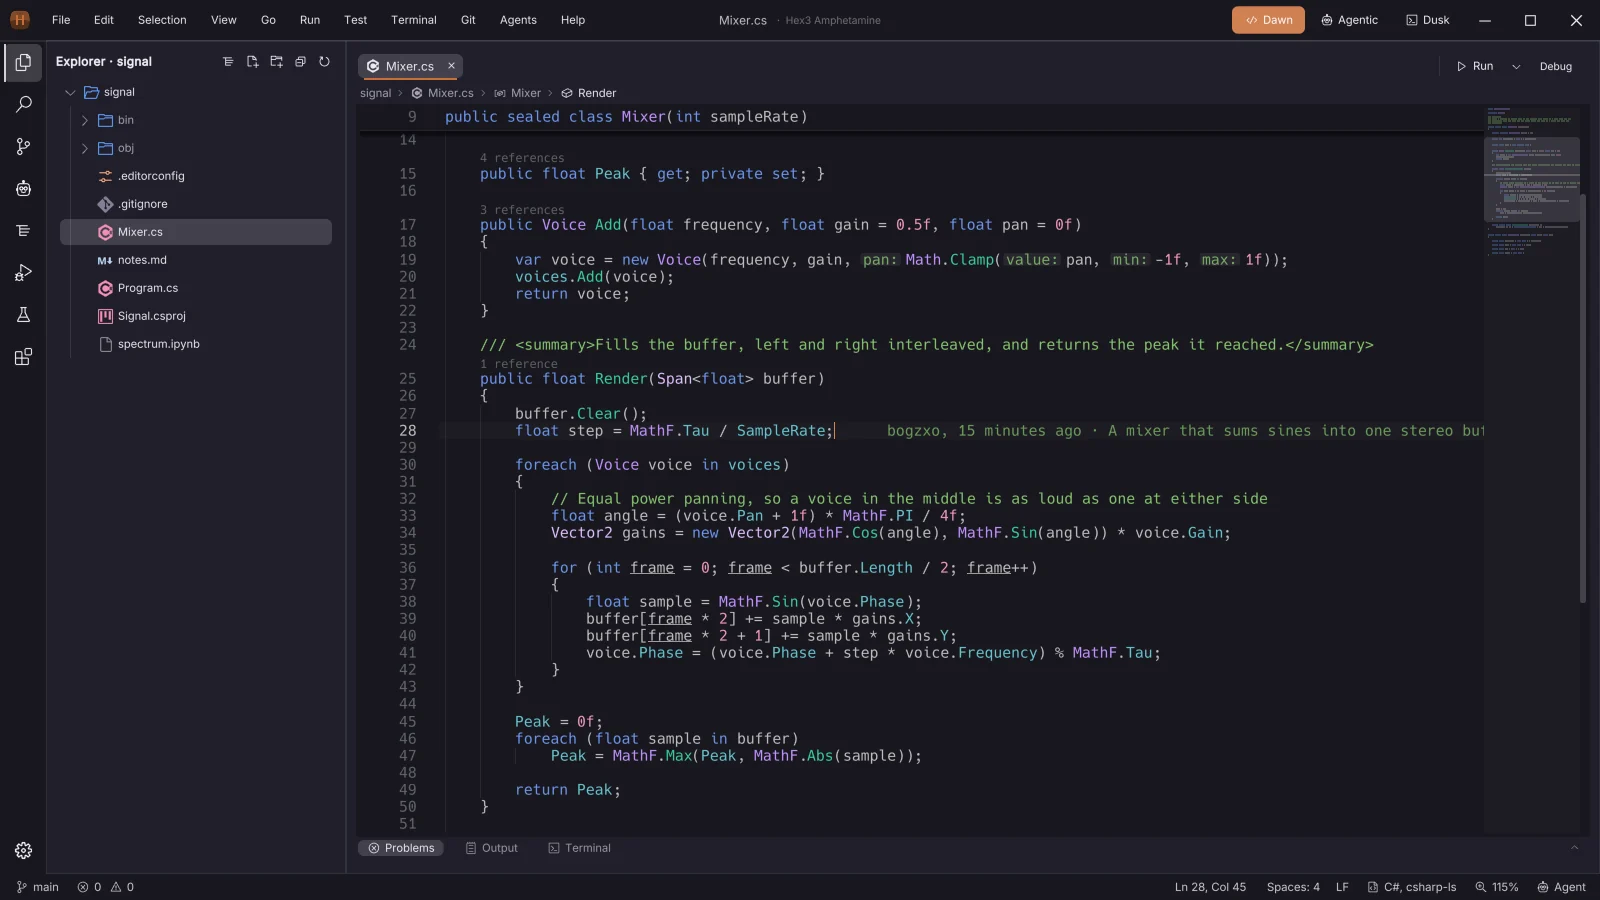 H File Edit Selection View Go Run Test Terminal Git Agents Help Mixer.cs · Hex3 Amphetamine Dawn Agentic Dusk
Explorer · signal
signal
bin
obj
.editorconfig
.gitignore
Mixer.cs
M↓ notes.md
Program.cs
Signal.csproj
spectrum.ipynb
Mixer.cs
Run Debug
signal > Mixer.cs > Mixer > Render
9 public sealed class Mixer(int sampleRate)
14
4 references
15 public float Peak { get; private set; }
16
3 references
17 public Voice Add(float frequency, float gain = 0.5f, float pan = 0f)
18 {
19 var voice = new Voice(frequency, gain, pan: Math.Clamp(value: pan, min: -1f, max: 1f));
20 voices.Add(voice);
21 return voice;
22 }
23
24 /// <summary>Fills the buffer, left and right interleaved, and returns the peak it reached.</summary>
1 reference
25 public float Render(Span<float> buffer)
26 {
27 buffer.Clear();
28 float step = MathF.Tau / SampleRate; bogzxo, 15 minutes ago · A mixer that sums sines into one stereo buf
29
30 foreach (Voice voice in voices)
31 {
32 // Equal power panning, so a voice in the middle is as loud as one at either side
33 float angle = (voice.Pan + 1f) * MathF.PI / 4f;
34 Vector2 gains = new Vector2(MathF.Cos(angle), MathF.Sin(angle)) * voice.Gain;
35
36 for (int frame = 0; frame < buffer.Length / 2; frame++)
37 {
38 float sample = MathF.Sin(voice.Phase);
39 buffer[frame * 2] += sample * gains.X;
40 buffer[frame * 2 + 1] += sample * gains.Y;
41 voice.Phase = (voice.Phase + step * voice.Frequency) % MathF.Tau;
42 }
43 }
44
45 Peak = 0f;
46 foreach (float sample in buffer)
47 Peak = MathF.Max(Peak, MathF.Abs(sample));
48
49 return Peak;
50 }
51
Problems Output Terminal
main 0 0 Ln 28, Col 45 Spaces: 4 LF C#, csharp-ls 115% Agent